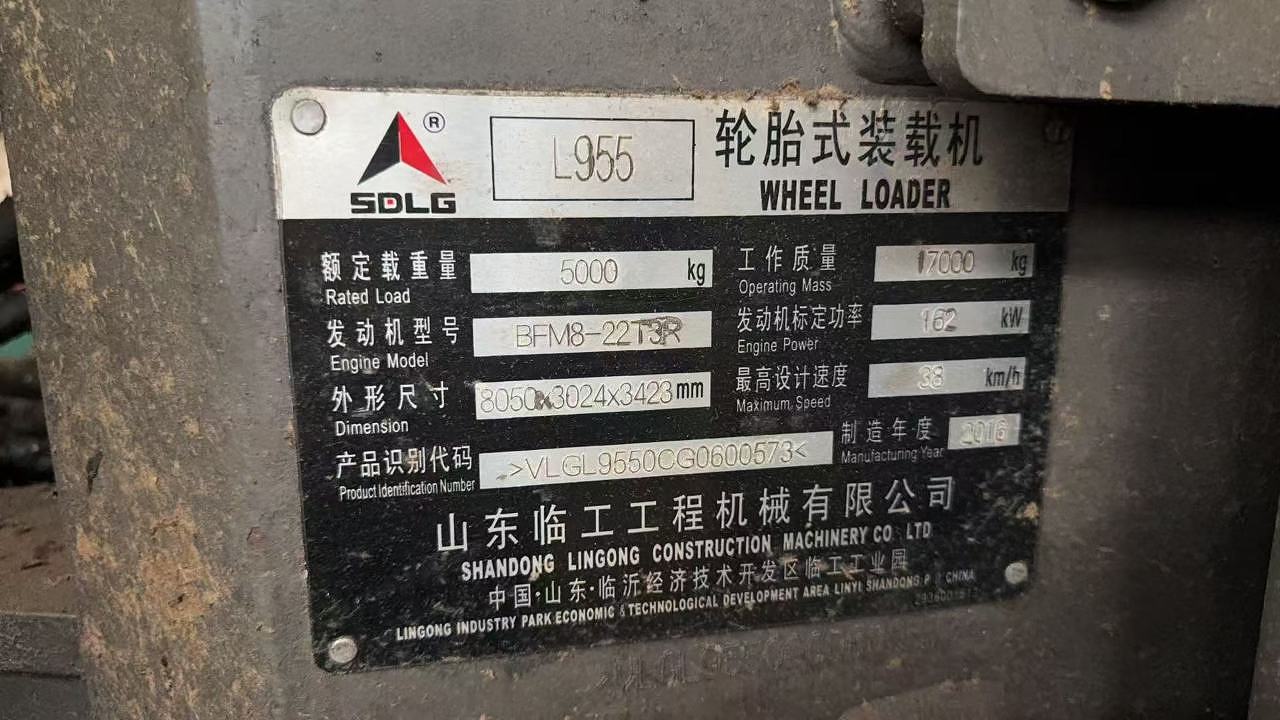 SDLG ®
L955
轮胎式装载机
WHEEL LOADER
额定载重量 5000 kg 工作质量 17000 kg
Rated Load Operating Mass
发动机型号 BFM8-22T3R 发动机标定功率 162 kW
Engine Model Engine Power
外形尺寸 8050x3024x3423 mm 最高设计速度 38 km/h
Dimension Maximum Speed
产品识别代码 >VLGL9550CG0600573< 制造年度 2016
Product Identification Number Manufacturing Year
山东临工工程机械有限公司
SHANDONG LINGONG CONSTRUCTION MACHINERY CO LTD
中国·山东·临沂经济技术开发区临工工业园
LINGONG INDUSTRY PARK ECONOMIC & TECHNOLOGICAL DEVELOPMENT AREA LINYI SHANDONG P CHINA